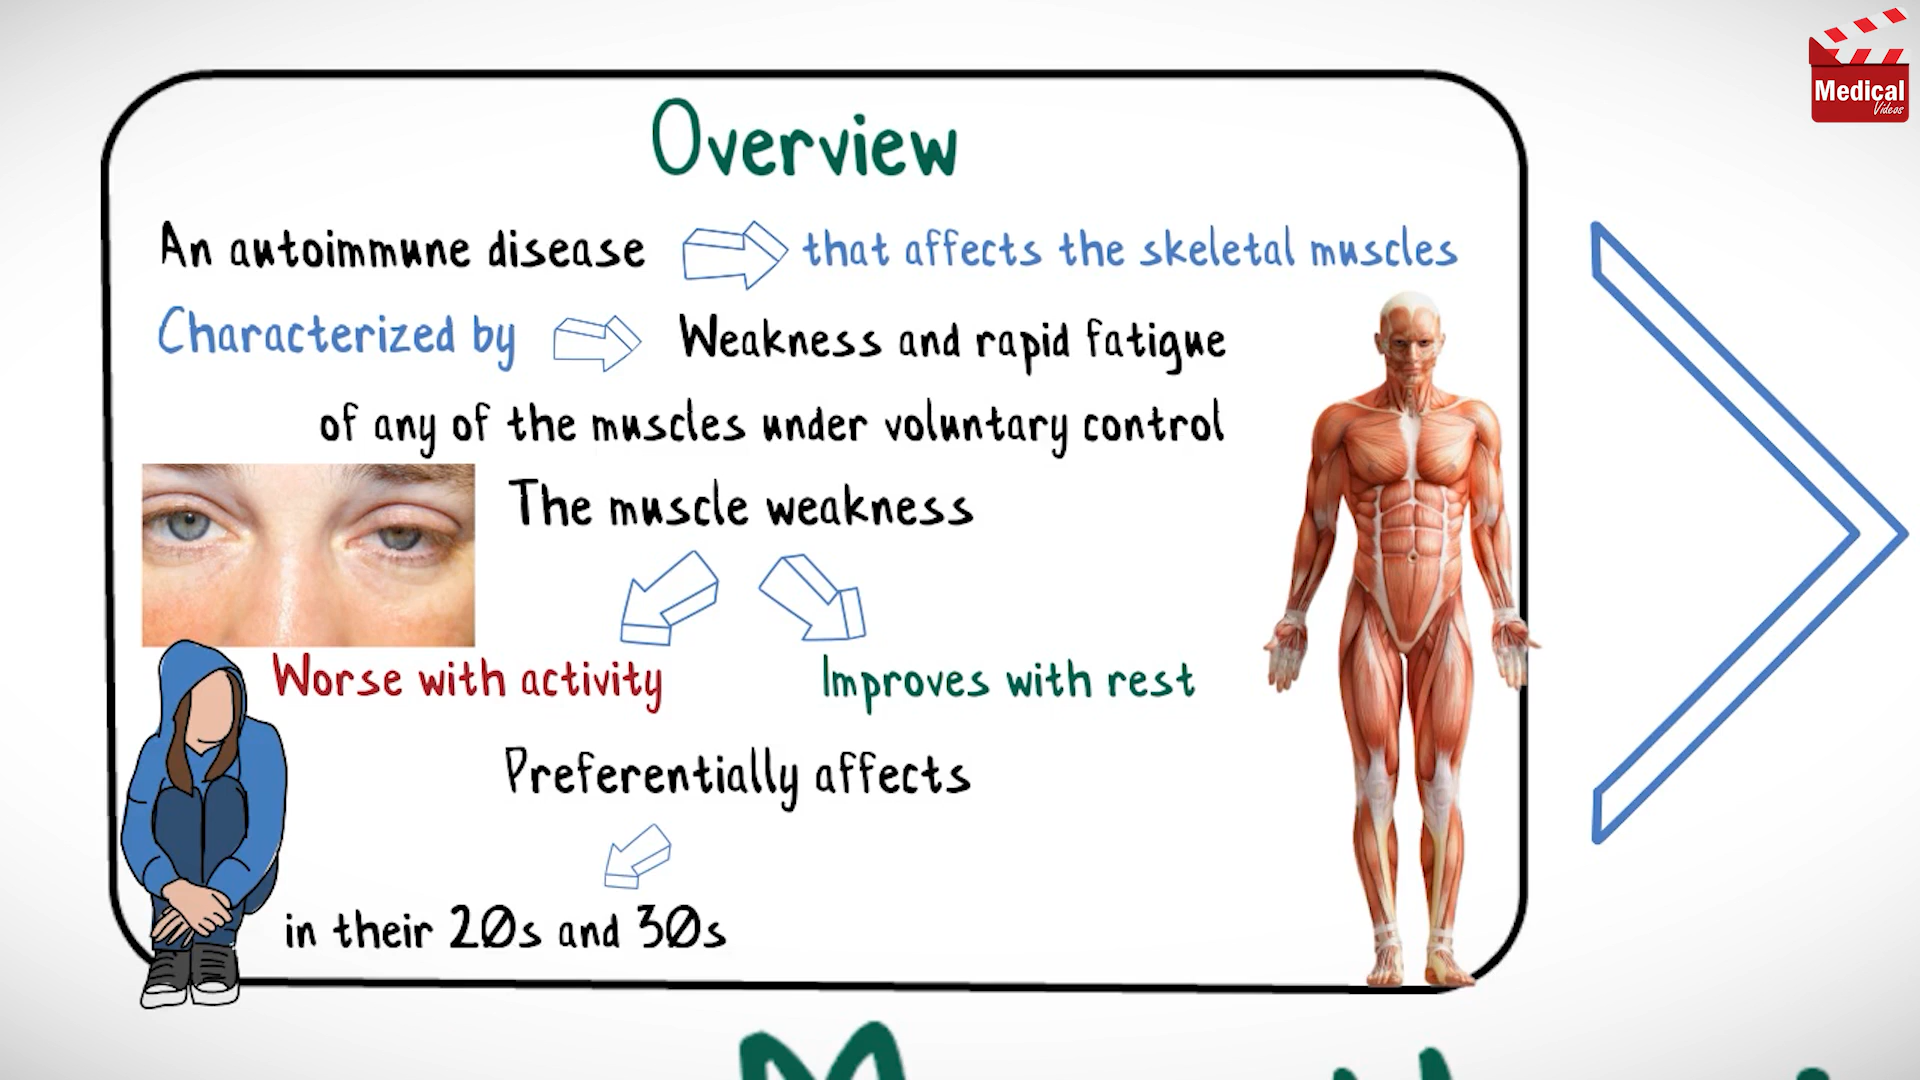 Medical
Videos
Overview
An autoimmune disease that affects the skeletal muscles
Characterized by Weakness and rapid fatigue
of any of the muscles under voluntary control
The muscle weakness
Worse with activity Improves with rest
Preferentially affects
in their 20s and 30s